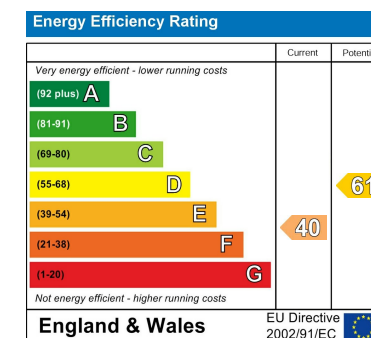 Energy Efficiency Rating
Current Potenti
Very energy efficient - lower running costs
(92 plus) A
(81-91) B
(69-80) C
(55-68) D
61
(39-54) E
40
(21-38) F
(1-20) G
Not energy efficient - higher running costs
England & Wales
EU Directive
2002/91/EC